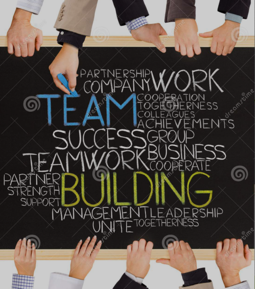 PARTNERSHIP
COMPANY WORK
COOPERATION
TEAM TOGETHERNESS
COLLEAGUES
ACHIEVEMENTS
SUCCESS GROUP
TEAMWORK BUSINESS
COOPERATE
PARTNER
STRENGTH BUILDING
SUPPORT
MANAGEMENT LEADERSHIP
UNITE TOGETHERNESS
dreamstime